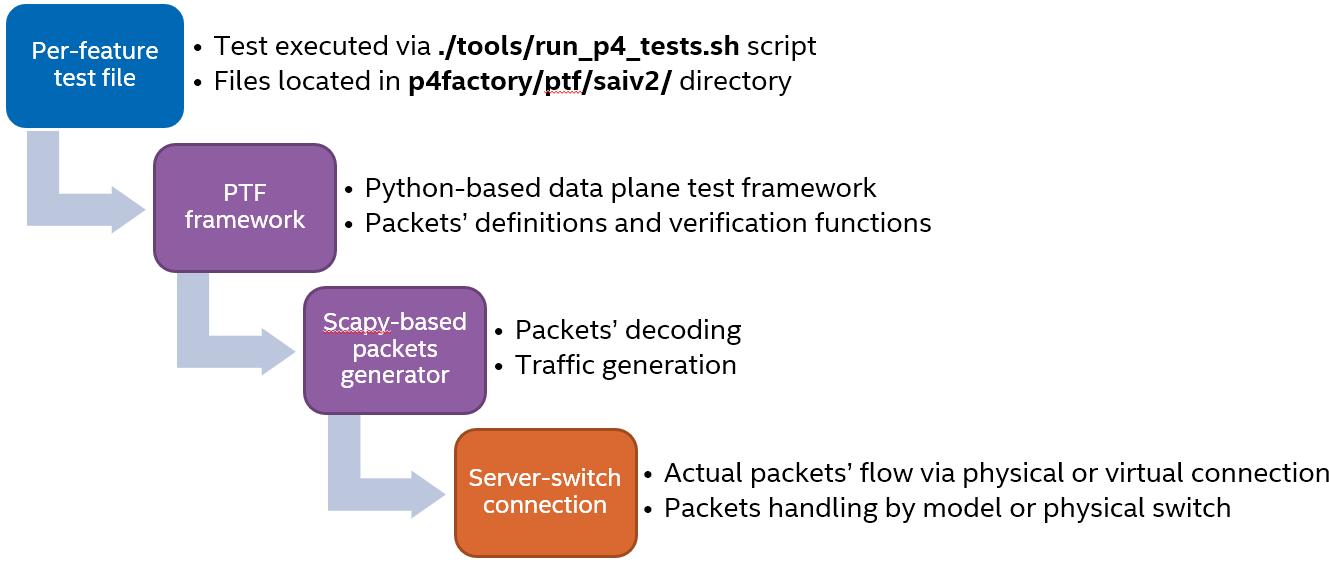 Per-feature
test file
• Test executed via ./tools/run_p4_tests.sh script
• Files located in p4factory/ptf/saiv2/ directory
PTF
framework
• Python-based data plane test framework
• Packets’ definitions and verification functions
Scapy-based
packets
generator
• Packets’ decoding
• Traffic generation
Server-switch
connection
• Actual packets’ flow via physical or virtual connection
• Packets handling by model or physical switch